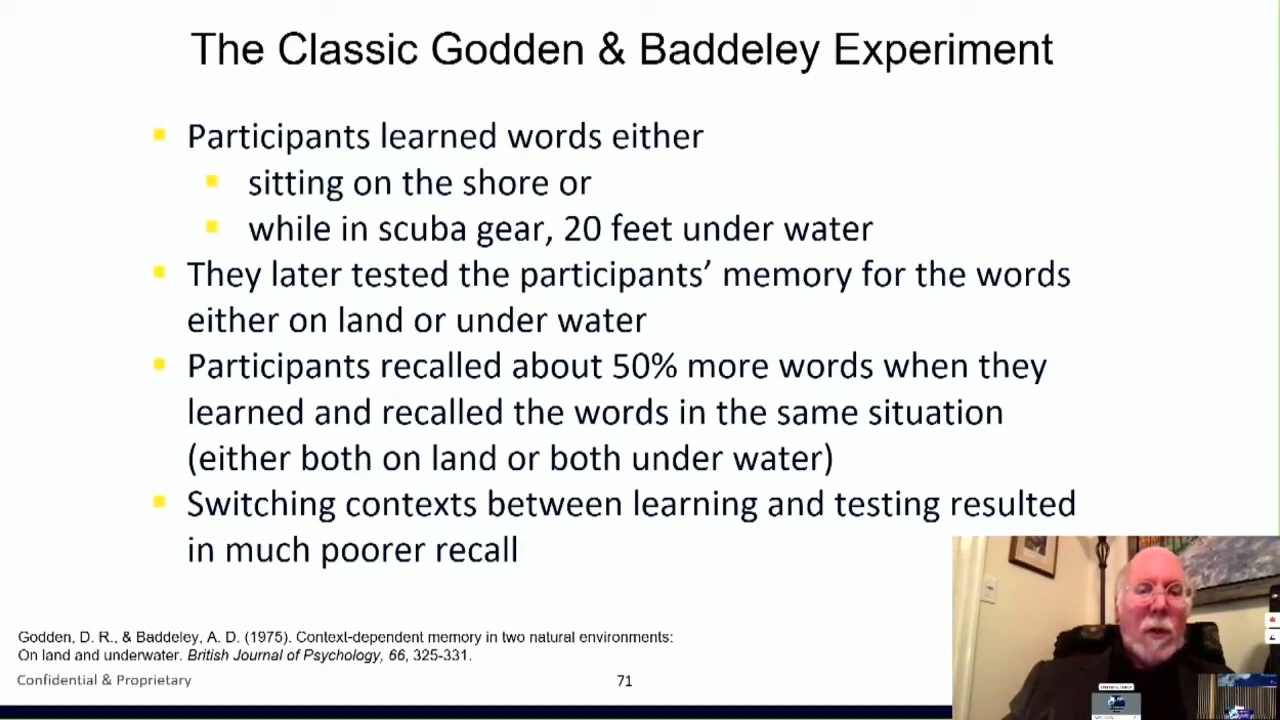 The Classic Godden & Baddeley Experiment
Participants learned words either
sitting on the shore or
while in scuba gear, 20 feet under water
They later tested the participants’ memory for the words
either on land or under water
Participants recalled about 50% more words when they
learned and recalled the words in the same situation
(either both on land or both under water)
Switching contexts between learning and testing resulted
in much poorer recall
Godden, D. R., & Baddeley, A. D. (1975). Context-dependent memory in two natural environments:
On land and underwater. British Journal of Psychology, 66, 325-331.
Confidential & Proprietary
71